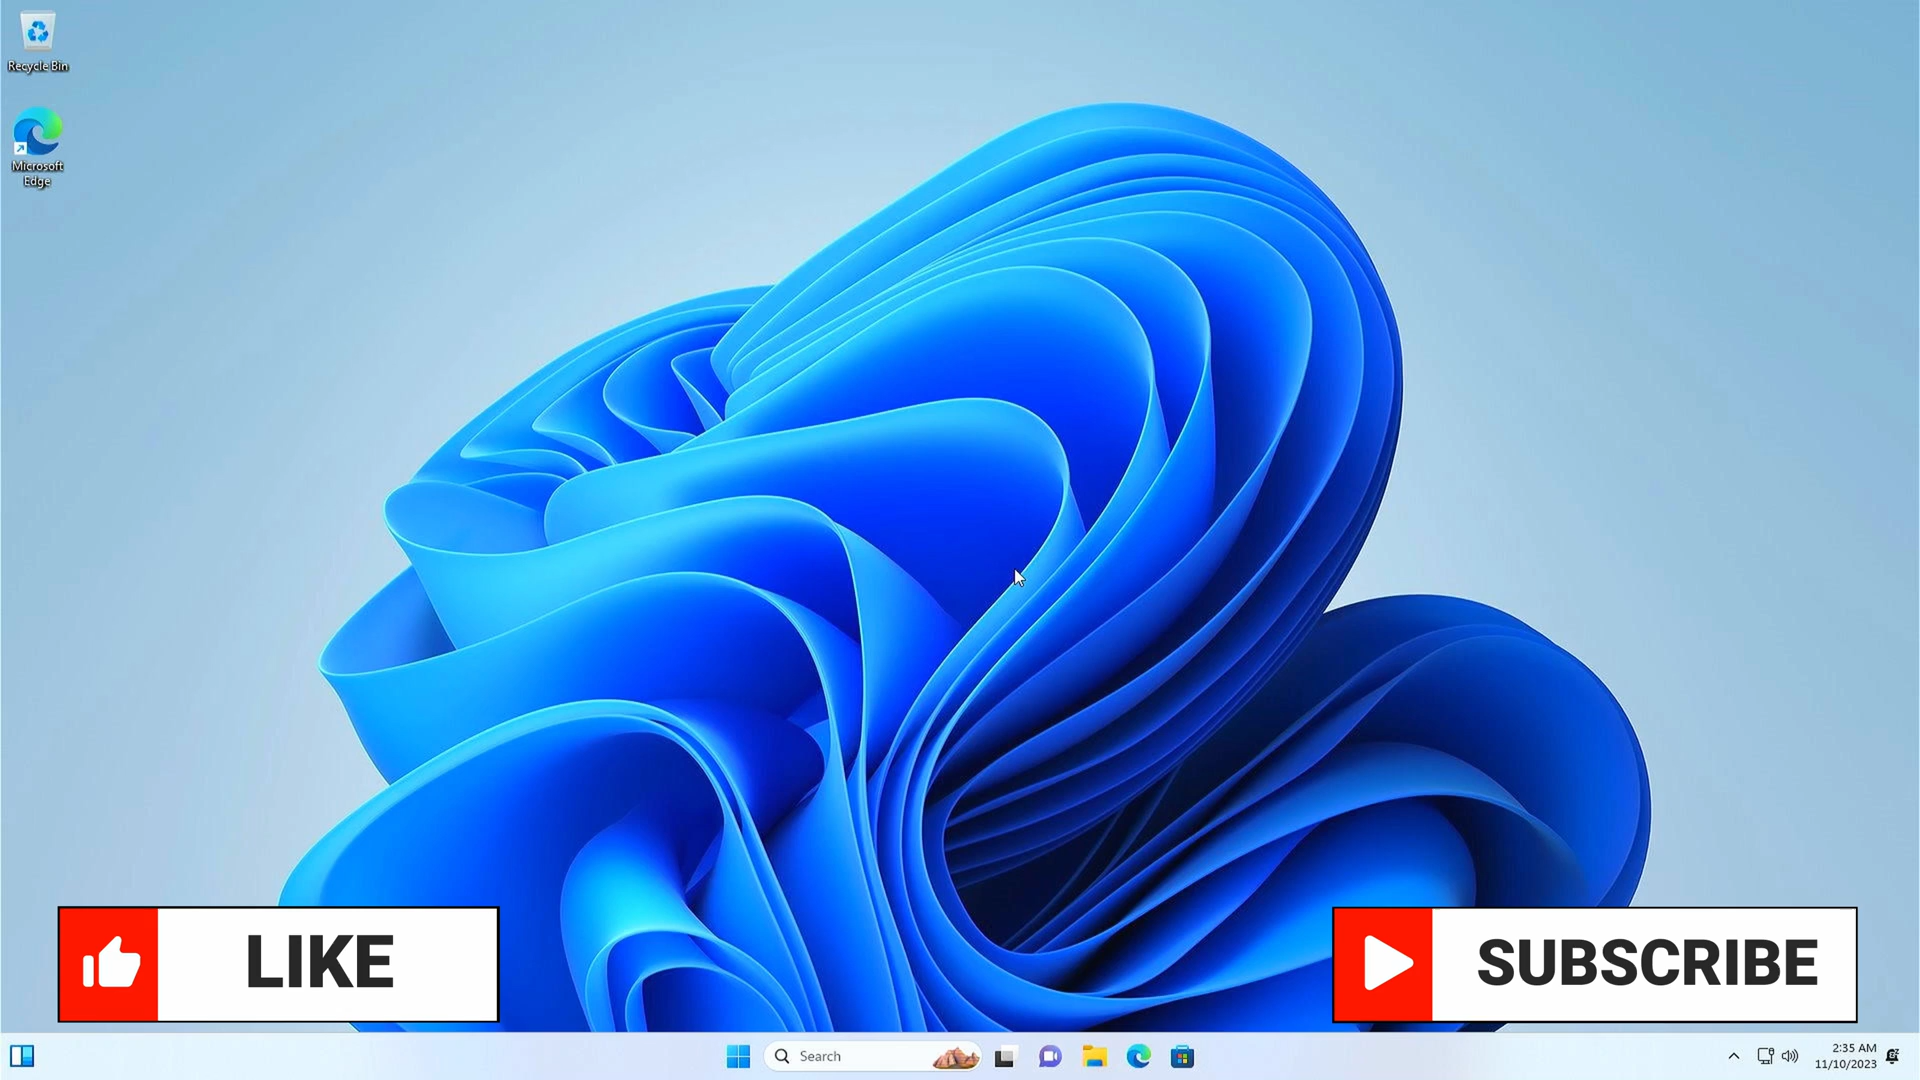 Recycle Bin
Microsoft
Edge
LIKE
SUBSCRIBE
Search
2:35 AM
11/10/2023